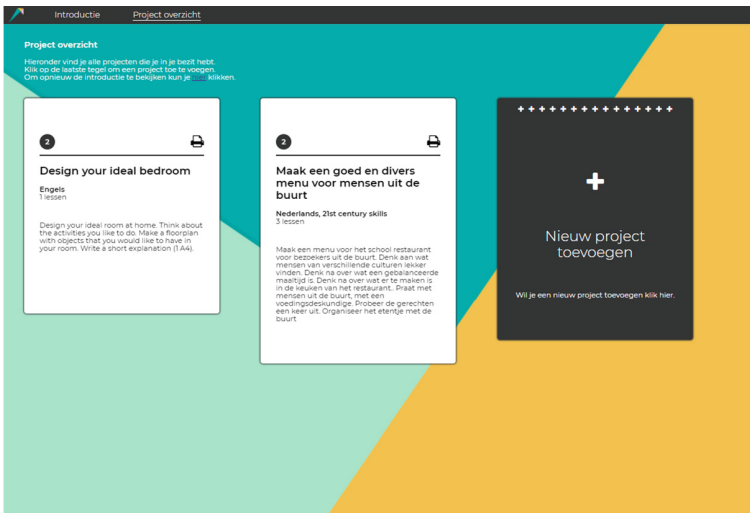 Introductie
Project overzicht
Project overzicht
Hieronder vind je alle projecten die je in je bezit hebt.
Klik op de laatste tegel om een project toe te voegen.
Om opnieuw de introductie te bekijken kun je hier klikken.
2
Design your ideal bedroom
Engels
1 lessen
Design your ideal room at home. Think about
the activities you like to do. Make a floorplan
with objects that you would like to have in
your room. Write a short explanation (1 A4).
2
Maak een goed en divers
menu voor mensen uit de
buurt
Nederlands, 21st century skills
3 lessen
Maak een menu voor het school restaurant
voor bezoekers uit de buurt. Denk aan wat
mensen van verschillende culturen lekker
vinden. Denk na over wat een gebalanceerde
maaltijd is. Denk na over wat er te maken is
in de keuken van het restaurant.. Praat met
mensen uit de buurt, met een
voedingsdeskundige. Probeer de gerechten
een keer uit. Organiseer het etentje met de
buurt
Nieuw project
toevoegen
Wil je een nieuw project toevoegen klik hier.